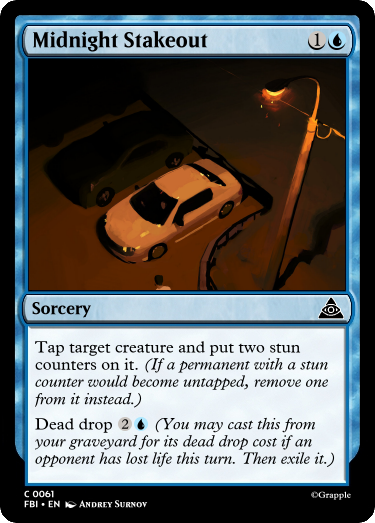 Midnight Stakeout 1
Sorcery
Tap target creature and put two stun
counters on it. (If a permanent with a stun
counter would become untapped, remove one
from it instead.)
Dead drop 2 (You may cast this from
your graveyard for its dead drop cost if an
opponent has lost life this turn. Then exile it.)
C 0061
FBI • EN Andrey Surnov
©Grapple